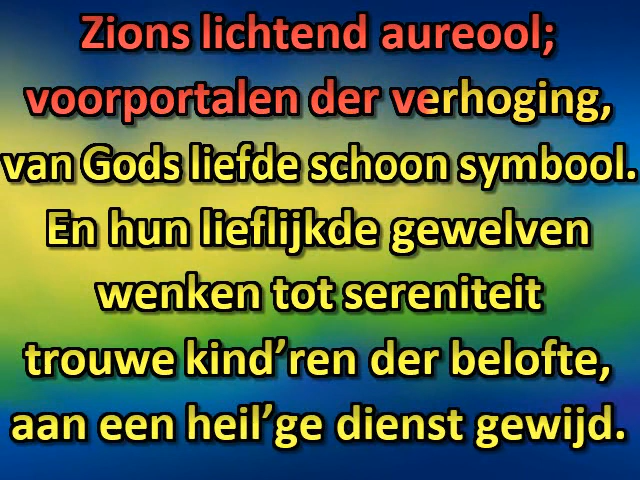 Zions lichtend aureool;
voorportalen der verhoging,
van Gods liefde schoon symbool.
En hun lieflijkde gewelven
wenken tot sereniteit
trouwe kind’ren der belofte,
aan een heil’ge dienst gewijd.